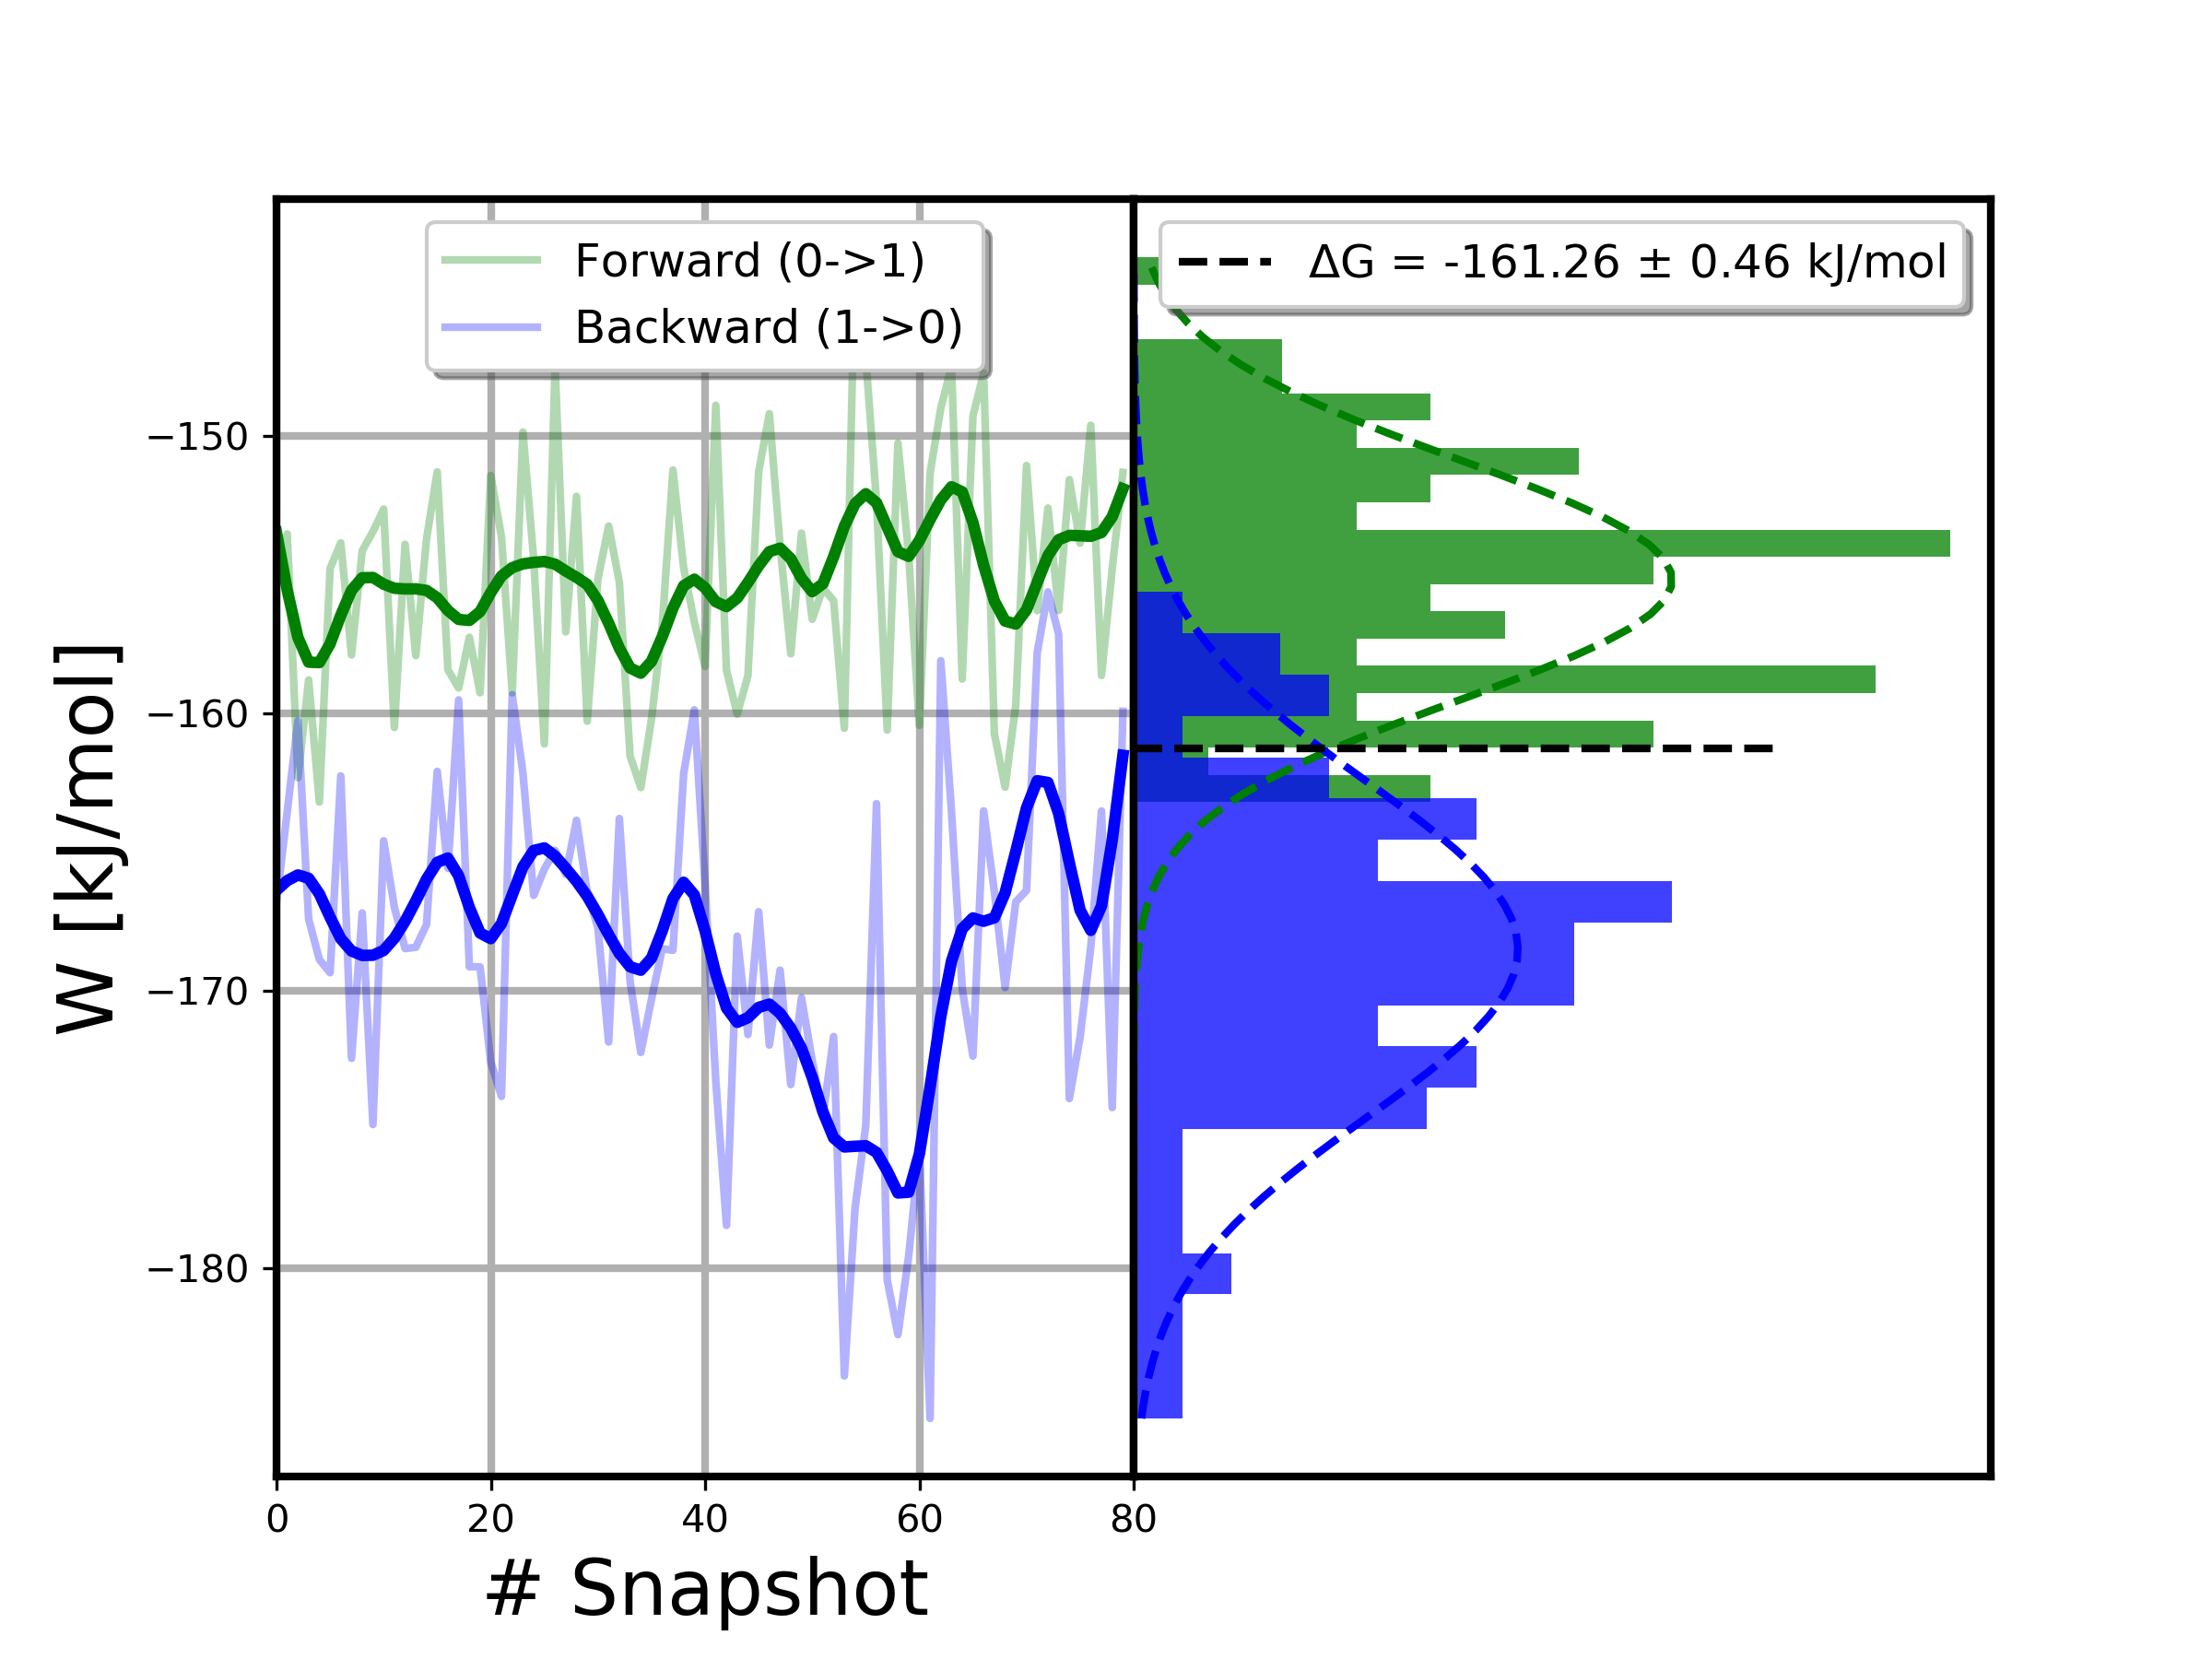 Forward (0->1)
Backward (1->0)
ΔG = -161.26 ± 0.46 kJ/mol
W [kJ/mol]
−150
−160
−170
−180
0 20 40 60 80
# Snapshot